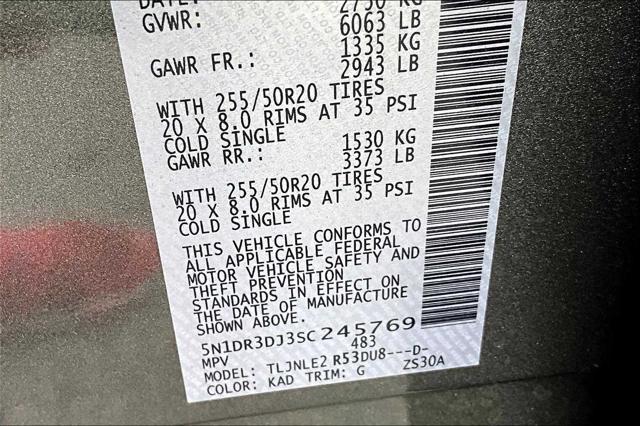 DATE: 2750 KG
GVWR: 6063 LB
1335 KG
GAWR FR.: 2943 LB
WITH 255/50R20 TIRES
20 X 8.0 RIMS AT 35 PSI
COLD SINGLE
1530 KG
GAWR RR.: 3373 LB
WITH 255/50R20 TIRES
20 X 8.0 RIMS AT 35 PSI
COLD SINGLE
THIS VEHICLE CONFORMS TO
ALL APPLICABLE FEDERAL
MOTOR VEHICLE SAFETY AND
THEFT PREVENTION
STANDARDS IN EFFECT ON
THE DATE OF MANUFACTURE
SHOWN ABOVE.
5N1DR3DJ3SC245769
MPV 483
MODEL: TLJNLE2 R53DU8---D-
COLOR: KAD TRIM: G ZS30A